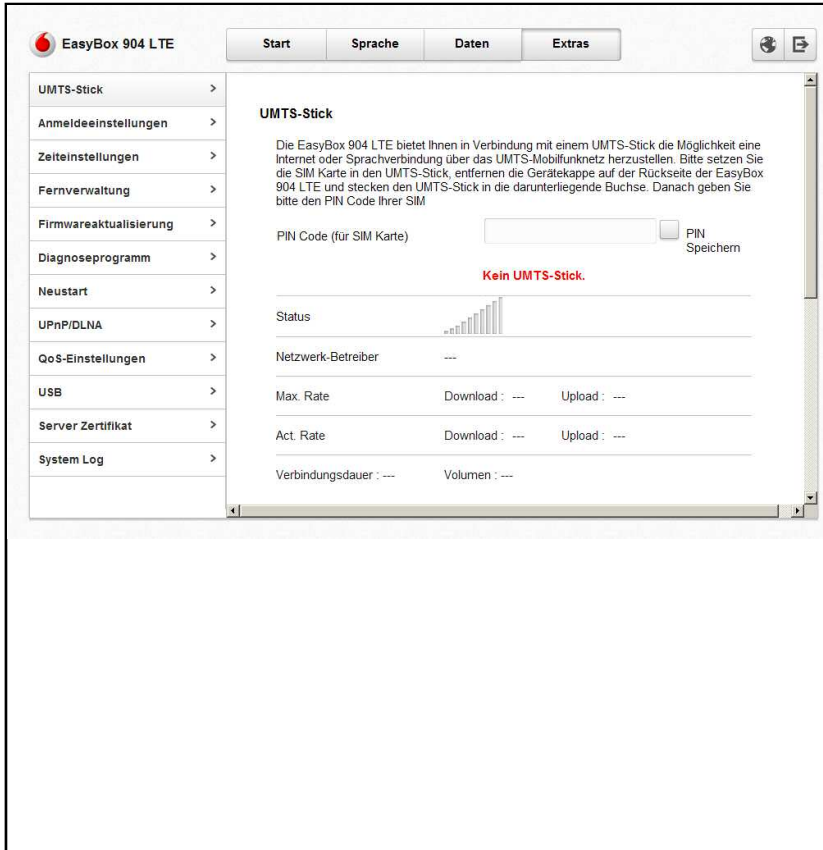 EasyBox 904 LTE
Start
Sprache
Daten
Extras
UMTS-Stick
Anmeldeeinstellungen
Zeiteinstellungen
Fernverwaltung
Firmwareaktualisierung
Diagnoseprogramm
Neustart
UPnP/DLNA
QoS-Einstellungen
USB
Server Zertifikat
System Log
UMTS-Stick
Die EasyBox 904 LTE bietet Ihnen in Verbindung mit einem UMTS-Stick die Möglichkeit eine
Internet oder Sprachverbindung über das UMTS-Mobilfunknetz herzustellen. Bitte setzen Sie
die SIM Karte in den UMTS-Stick, entfernen die Gerätekappe auf der Rückseite der EasyBox
904 LTE und stecken den UMTS-Stick in die darunterliegende Buchse. Danach geben Sie
bitte den PIN Code Ihrer SIM
PIN Code (für SIM Karte)
PIN
Speichern
Kein UMTS-Stick.
Status
Netzwerk-Betreiber ---
Max. Rate Download : --- Upload : ---
Act. Rate Download : --- Upload : ---
Verbindungsdauer : --- Volumen : ---